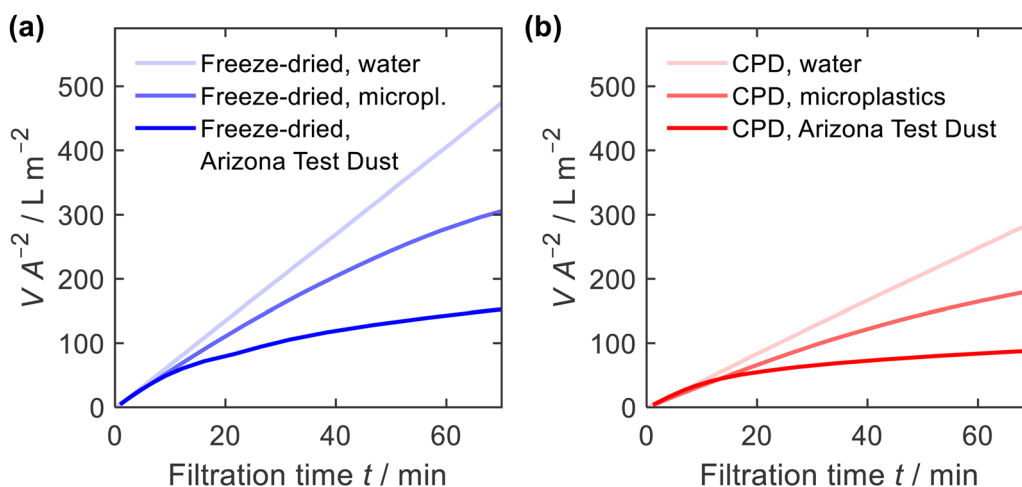 (a)
Freeze-dried, water
Freeze-dried, micropl.
Freeze-dried,
Arizona Test Dust
500
400
300
200
100
0
V A⁻² / L m⁻²
0 20 40 60
Filtration time t / min
(b)
CPD, water
CPD, microplastics
CPD, Arizona Test Dust
500
400
300
200
100
0
V A⁻² / L m⁻²
0 20 40 60
Filtration time t / min